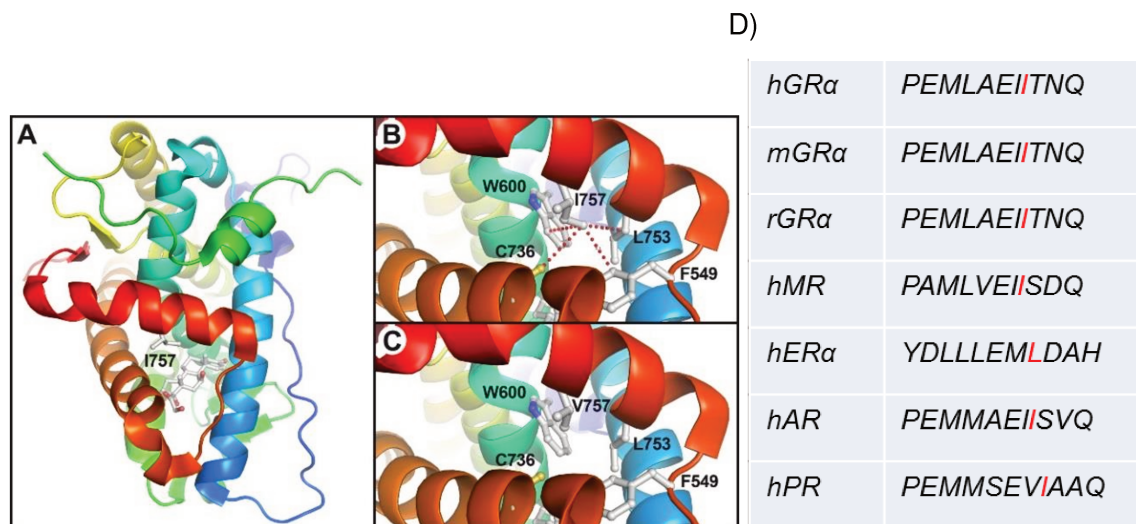 D)
A
I757
B
W600
I757
C736
L753
F549
C
W600
V757
C736
L753
F549
hGRα PEMLAEIITNQ
mGRα PEMLAEIITNQ
rGRα PEMLAEIITNQ
hMR PAMLVEIISDQ
hERα YDLLLEMLDAH
hAR PEMMAEIISVQ
hPR PEMMSEVIAAQ